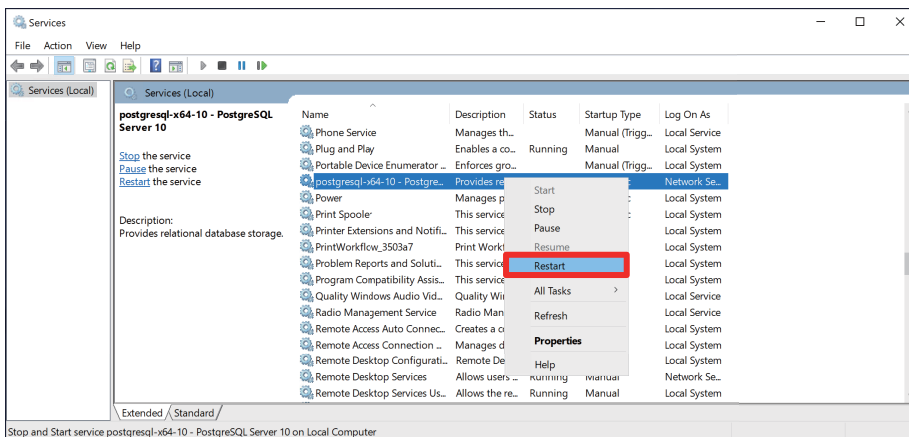 Services
File Action View Help
Services (Local)
Services (Local)
postgresql-x64-10 - PostgreSQL Server 10
Stop the service
Pause the service
Restart the service
Description:
Provides relational database storage.
Name Description Status Startup Type Log On As
Phone Service Manages th... Manual (Trigg... Local Service
Plug and Play Enables a co... Running Manual Local System
Portable Device Enumerator ... Enforces gro... Manual (Trigg... Local System
postgresql-x64-10 - Postgre... Provides re Network Se...
Power Manages p Local System
Print Spooler This service Local System
Printer Extensions and Notifi... This service Local System
PrintWorkflow_3503a7 Print Workf Local System
Problem Reports and Soluti... This service Local System
Program Compatibility Assis... This service Local System
Quality Windows Audio Vid... Quality Wi Local Service
Radio Management Service Radio Man Local Service
Remote Access Auto Connec... Creates a co Local System
Remote Access Connection ... Manages d Local System
Remote Desktop Configurati... Remote De Local System
Remote Desktop Services Allows users ... Running Manual Network Se...
Remote Desktop Services Us... Allows the re... Running Manual Local System
Start
Stop
Pause
Resume
Restart
All Tasks
Refresh
Properties
Help
Extended Standard
Stop and Start service postgresql-x64-10 - PostgreSQL Server 10 on Local Computer